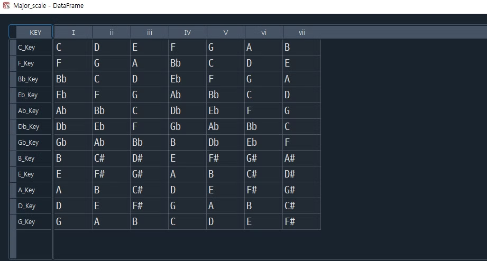 Major_scale - DataFrame
KEY I ii iii IV V vi vii
C_Key C D E F G A B
F_Key F G A Bb C D E
Bb_Key Bb C D Eb F G A
Eb_Key Eb F G Ab Bb C D
Ab_Key Ab Bb C Db Eb F G
Db_Key Db Eb F Gb Ab Bb C
Gb_Key Gb Ab Bb B Db Eb F
B_Key B C# D# E F# G# A#
E_Key E F# G# A B C# D#
A_Key A B C# D E F# G#
D_Key D E F# G A B C#
G_Key G A B C D E F#